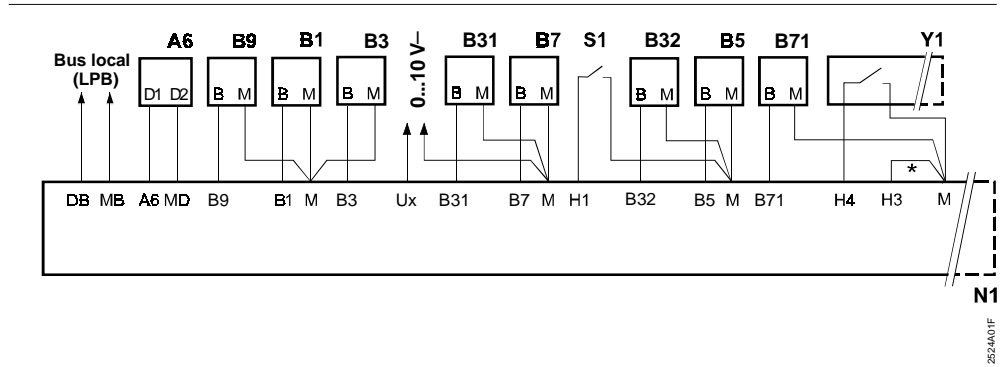 A6 B9 B1 B3 0...10 V⎓ B31 B7 S1 B32 B5 B71 Y1
Bus local
(LPB)
D1 D2 B M B M B M B M B M B M B M B M
*
DB MB A6 MD B9 B1 M B3 Ux B31 B7 M H1 B32 B5 M B71 H4 H3 M
N1
2524A01F